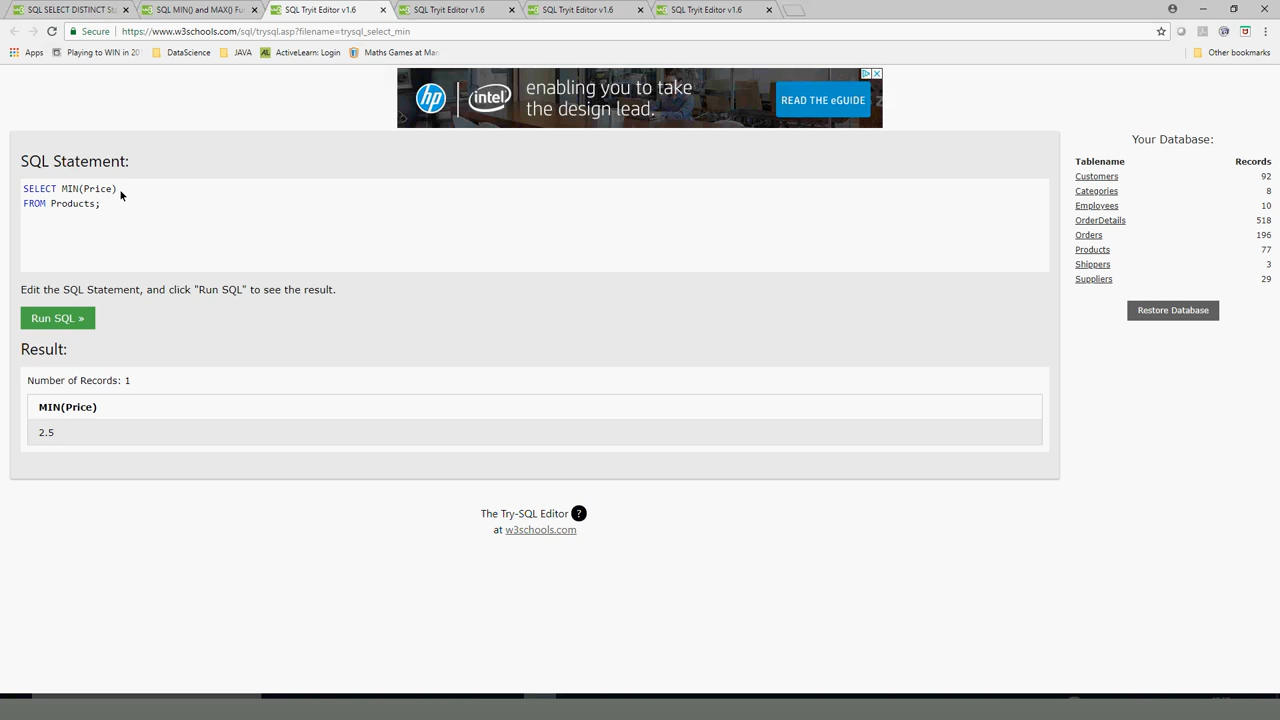 SQL SELECT DISTINCT St
SQL MIN() and MAX() Fu
SQL Tryit Editor v1.6
SQL Tryit Editor v1.6
SQL Tryit Editor v1.6
SQL Tryit Editor v1.6
Secure
https://www.w3schools.com/sql/trysql.asp?filename=trysql_select_min
Apps
Playing to WIN in 20
DataScience
JAVA
AL
ActiveLearn: Login
Maths Games at Mar
Other bookmarks
hp
intel
enabling you to take
the design lead.
READ THE eGUIDE
SQL Statement:
SELECT MIN(Price)
FROM Products;
Edit the SQL Statement, and click "Run SQL" to see the result.
Run SQL »
Result:
Number of Records: 1
MIN(Price)
2.5
The Try-SQL Editor ?
at w3schools.com
Your Database:
Tablename Records
Customers 92
Categories 8
Employees 10
OrderDetails 518
Orders 196
Products 77
Shippers 3
Suppliers 29
Restore Database